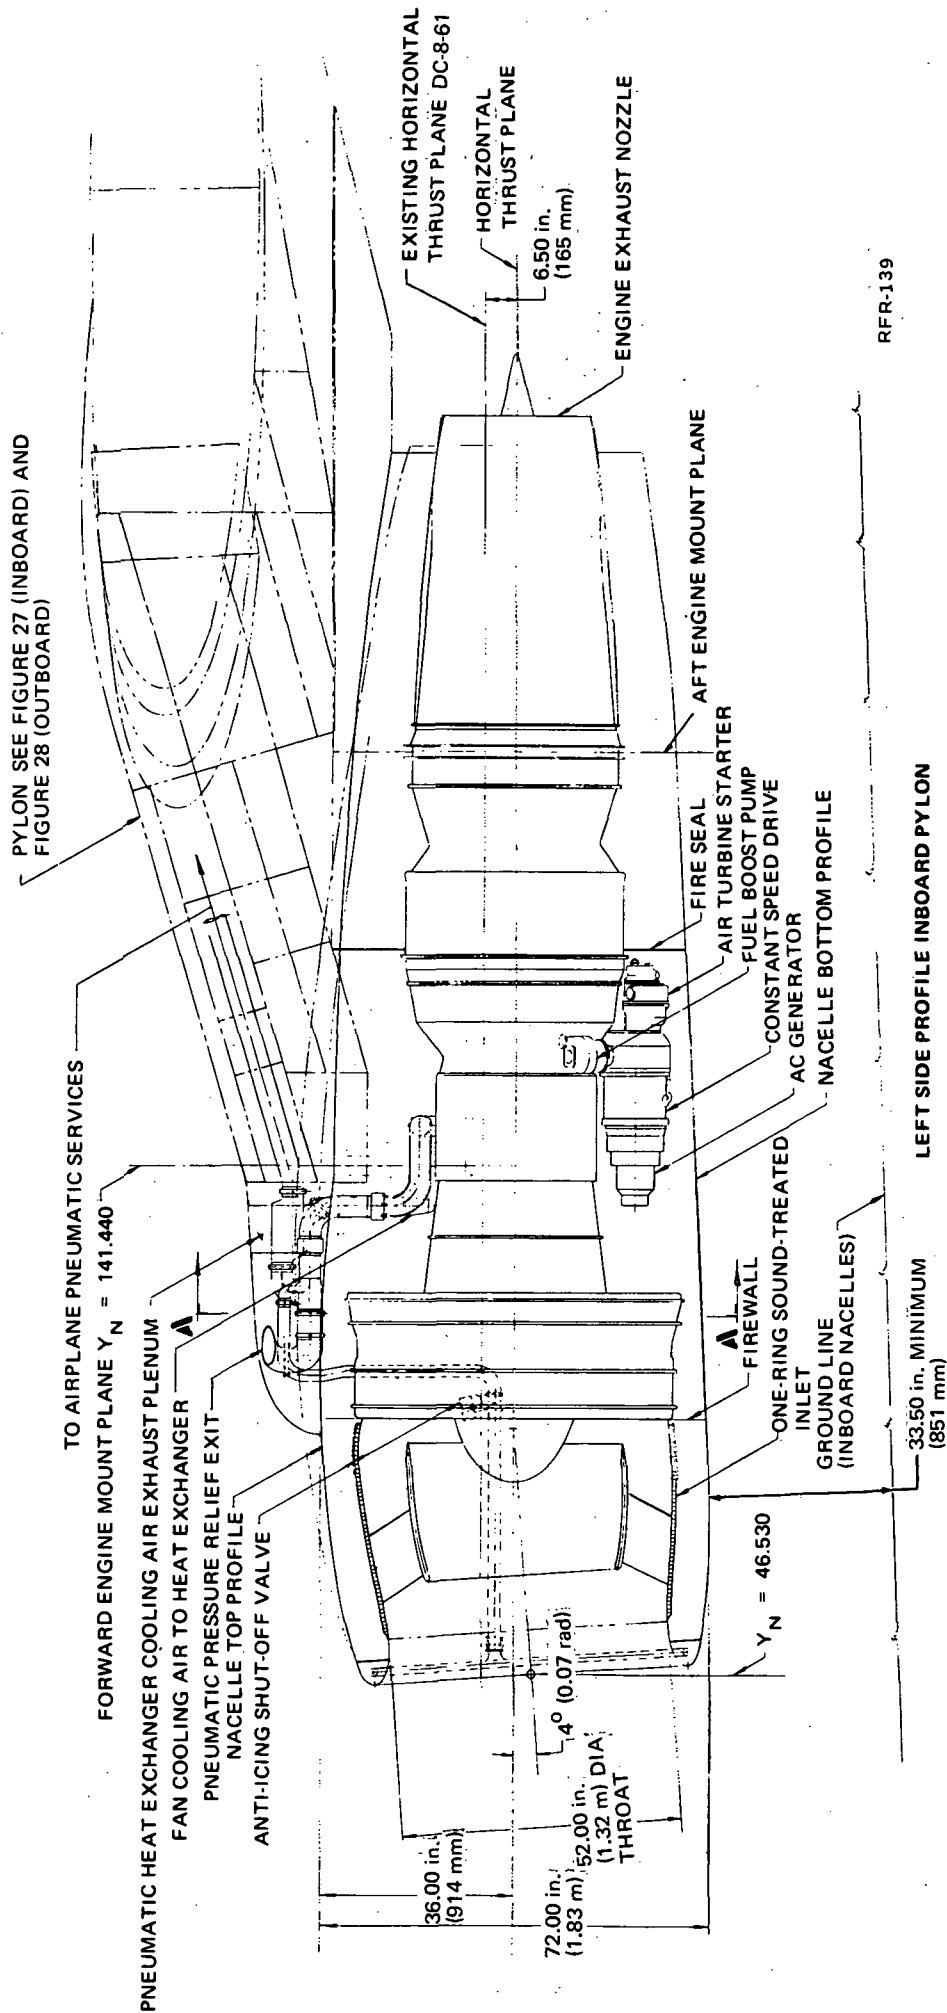 PYLON SEE FIGURE 27 (INBOARD) AND
FIGURE 28 (OUTBOARD)
TO AIRPLANE PNEUMATIC SERVICES
FORWARD ENGINE MOUNT PLANE YN = 141.440
PNEUMATIC HEAT EXCHANGER COOLING AIR EXHAUST PLENUM
FAN COOLING AIR TO HEAT EXCHANGER
A
PNEUMATIC PRESSURE RELIEF EXIT
NACELLE TOP PROFILE
ANTI-ICING SHUT-OFF VALVE
EXISTING HORIZONTAL
THRUST PLANE DC-8-61
HORIZONTAL
THRUST PLANE
6.50 in.
(165 mm)
ENGINE EXHAUST NOZZLE
AFT ENGINE MOUNT PLANE
FIRE SEAL
AIR TURBINE STARTER
FUEL BOOST PUMP
CONSTANT SPEED DRIVE
AC GENERATOR
NACELLE BOTTOM PROFILE
A
FIREWALL
ONE-RING SOUND-TREATED
INLET
GROUND LINE
(INBOARD NACELLES)
33.50 in. MINIMUM
(851 mm)
YN = 46.530
4° (0.07 rad)
36.00 in.
(914 mm)
72.00 in.
(1.83 m)
52.00 in.
(1.32 m) DIA
THROAT
LEFT SIDE PROFILE INBOARD PYLON
RFR-139